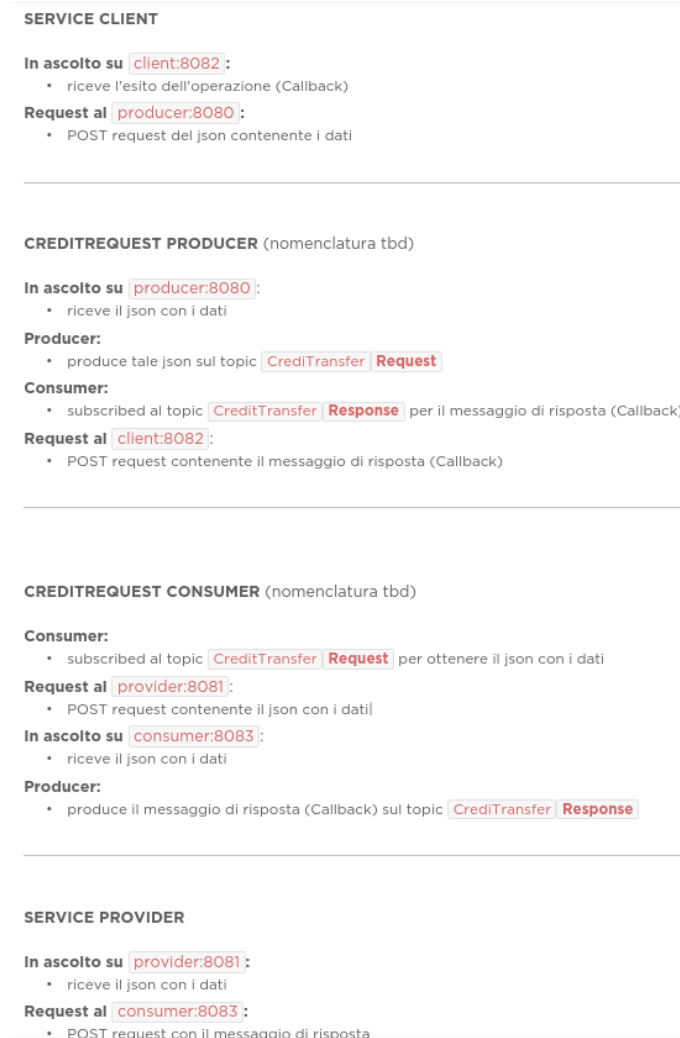 SERVICE CLIENT
In ascolto su client:8082 :
• riceve l'esito dell'operazione (Callback)
Request al producer:8080 :
• POST request del json contenente i dati
CREDITREQUEST PRODUCER (nomenclatura tbd)
In ascolto su producer:8080 :
• riceve il json con i dati
Producer:
• produce tale json sul topic CrediTransfer Request
Consumer:
• subscribed al topic CreditTransfer Response per il messaggio di risposta (Callback)
Request al client:8082 :
• POST request contenente il messaggio di risposta (Callback)
CREDITREQUEST CONSUMER (nomenclatura tbd)
Consumer:
• subscribed al topic CreditTransfer Request per ottenere il json con i dati
Request al provider:8081 :
• POST request contenente il json con i dati
In ascolto su consumer:8083 :
• riceve il json con i dati
Producer:
• produce il messaggio di risposta (Callback) sul topic CrediTransfer Response
SERVICE PROVIDER
In ascolto su provider:8081 :
• riceve il json con i dati
Request al consumer:8083 :
• POST request con il messaggio di risposta